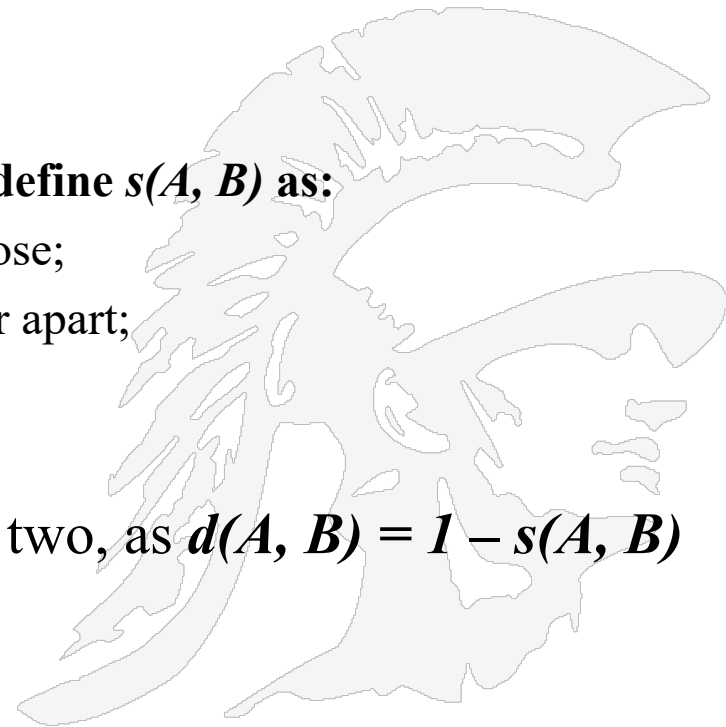 define s(A, B) as:
ose;
r apart;
two, as d(A, B) = 1 – s(A, B)